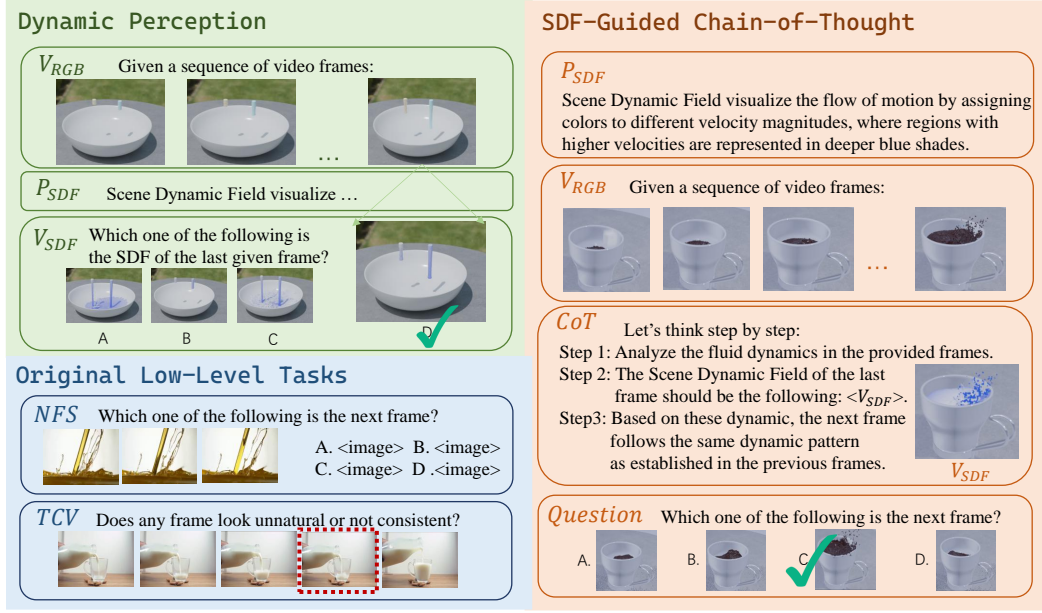 Dynamic Perception
V_RGB Given a sequence of video frames:
...
P_SDF Scene Dynamic Field visualize ...
V_SDF Which one of the following is
the SDF of the last given frame?
A B C D
Original Low-Level Tasks
NFS Which one of the following is the next frame?
A. <image> B. <image>
C. <image> D .<image>
TCV Does any frame look unnatural or not consistent?
SDF-Guided Chain-of-Thought
P_SDF
Scene Dynamic Field visualize the flow of motion by assigning
colors to different velocity magnitudes, where regions with
higher velocities are represented in deeper blue shades.
V_RGB Given a sequence of video frames:
...
CoT Let's think step by step:
Step 1: Analyze the fluid dynamics in the provided frames.
Step 2: The Scene Dynamic Field of the last
frame should be the following: <V_SDF>.
Step3: Based on these dynamic, the next frame
follows the same dynamic pattern
as established in the previous frames.
V_SDF
Question Which one of the following is the next frame?
A. B. C D.